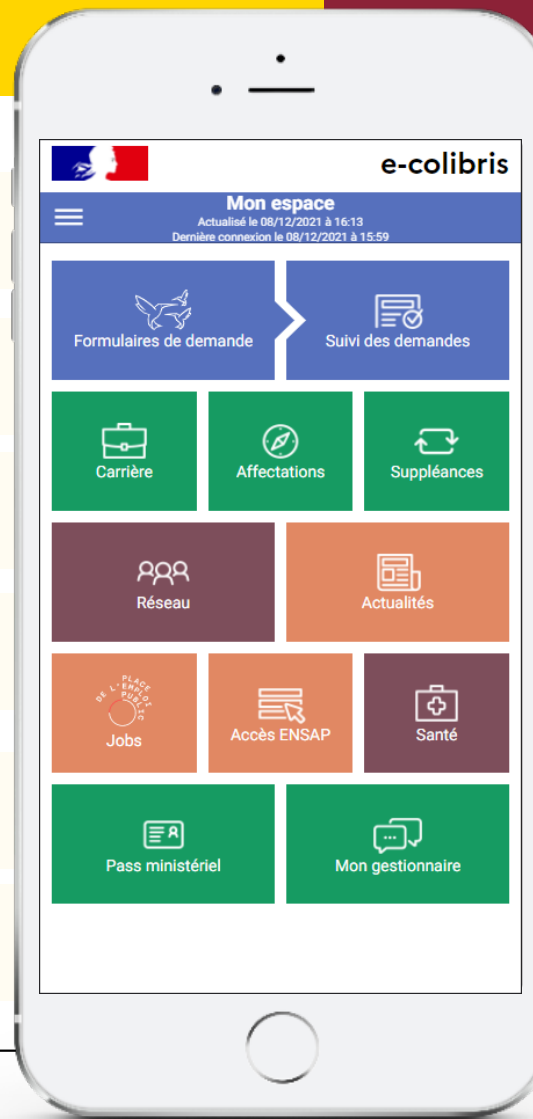 e-colibris
Mon espace
Actualisé le 08/12/2021 à 16:13
Dernière connexion le 08/12/2021 à 15:59
Formulaires de demande
Suivi des demandes
Carrière
Affectations
Suppléances
Réseau
Actualités
PLACE
DE L'EMPLOI
PUBLIC
Jobs
Accès ENSAP
Santé
Pass ministériel
Mon gestionnaire